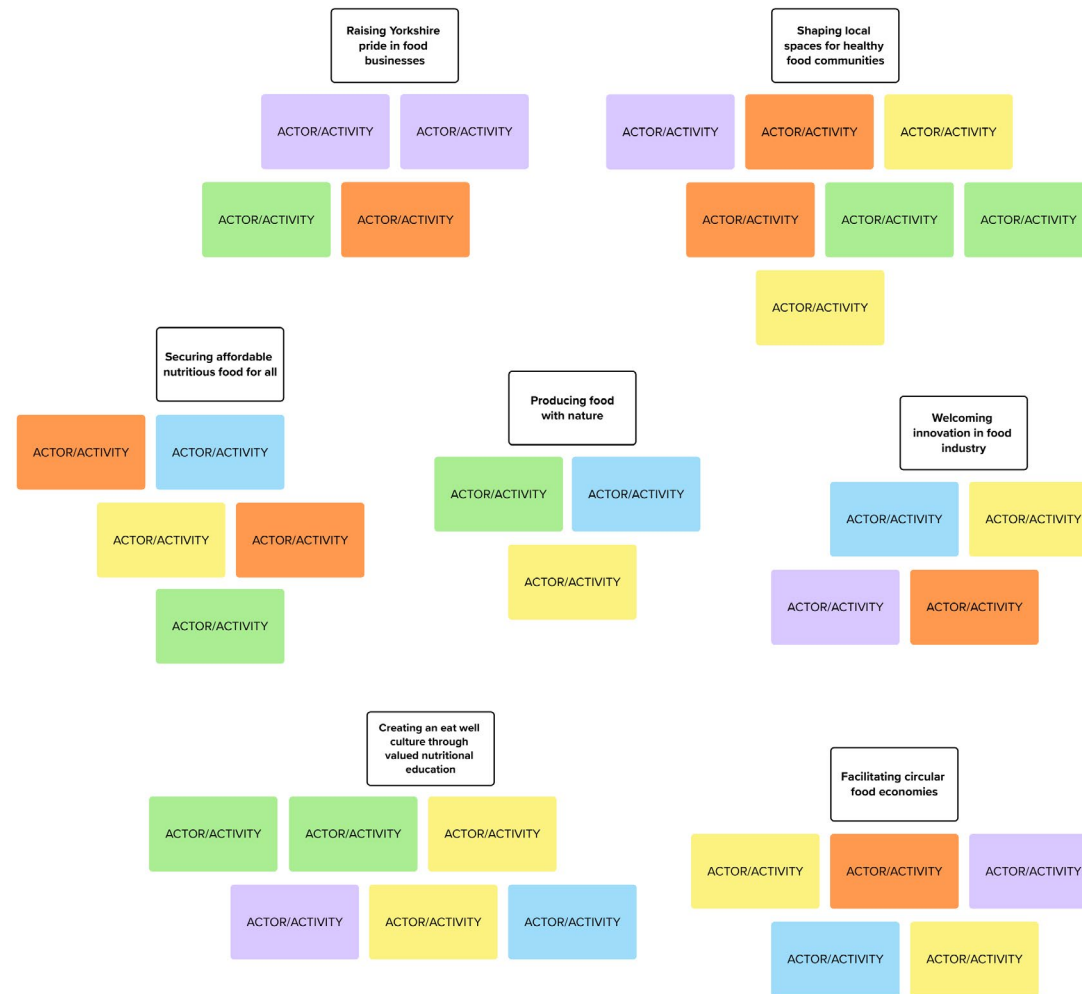 Raising Yorkshire
pride in food
businesses
ACTOR/ACTIVITY
ACTOR/ACTIVITY
ACTOR/ACTIVITY
ACTOR/ACTIVITY
Shaping local
spaces for healthy
food communities
ACTOR/ACTIVITY
ACTOR/ACTIVITY
ACTOR/ACTIVITY
ACTOR/ACTIVITY
ACTOR/ACTIVITY
ACTOR/ACTIVITY
ACTOR/ACTIVITY
Securing affordable
nutritious food for all
ACTOR/ACTIVITY
ACTOR/ACTIVITY
ACTOR/ACTIVITY
ACTOR/ACTIVITY
ACTOR/ACTIVITY
Producing food
with nature
ACTOR/ACTIVITY
ACTOR/ACTIVITY
ACTOR/ACTIVITY
Welcoming
innovation in food
industry
ACTOR/ACTIVITY
ACTOR/ACTIVITY
ACTOR/ACTIVITY
ACTOR/ACTIVITY
Creating an eat well
culture through
valued nutritional
education
ACTOR/ACTIVITY
ACTOR/ACTIVITY
ACTOR/ACTIVITY
ACTOR/ACTIVITY
ACTOR/ACTIVITY
ACTOR/ACTIVITY
Facilitating circular
food economies
ACTOR/ACTIVITY
ACTOR/ACTIVITY
ACTOR/ACTIVITY
ACTOR/ACTIVITY
ACTOR/ACTIVITY